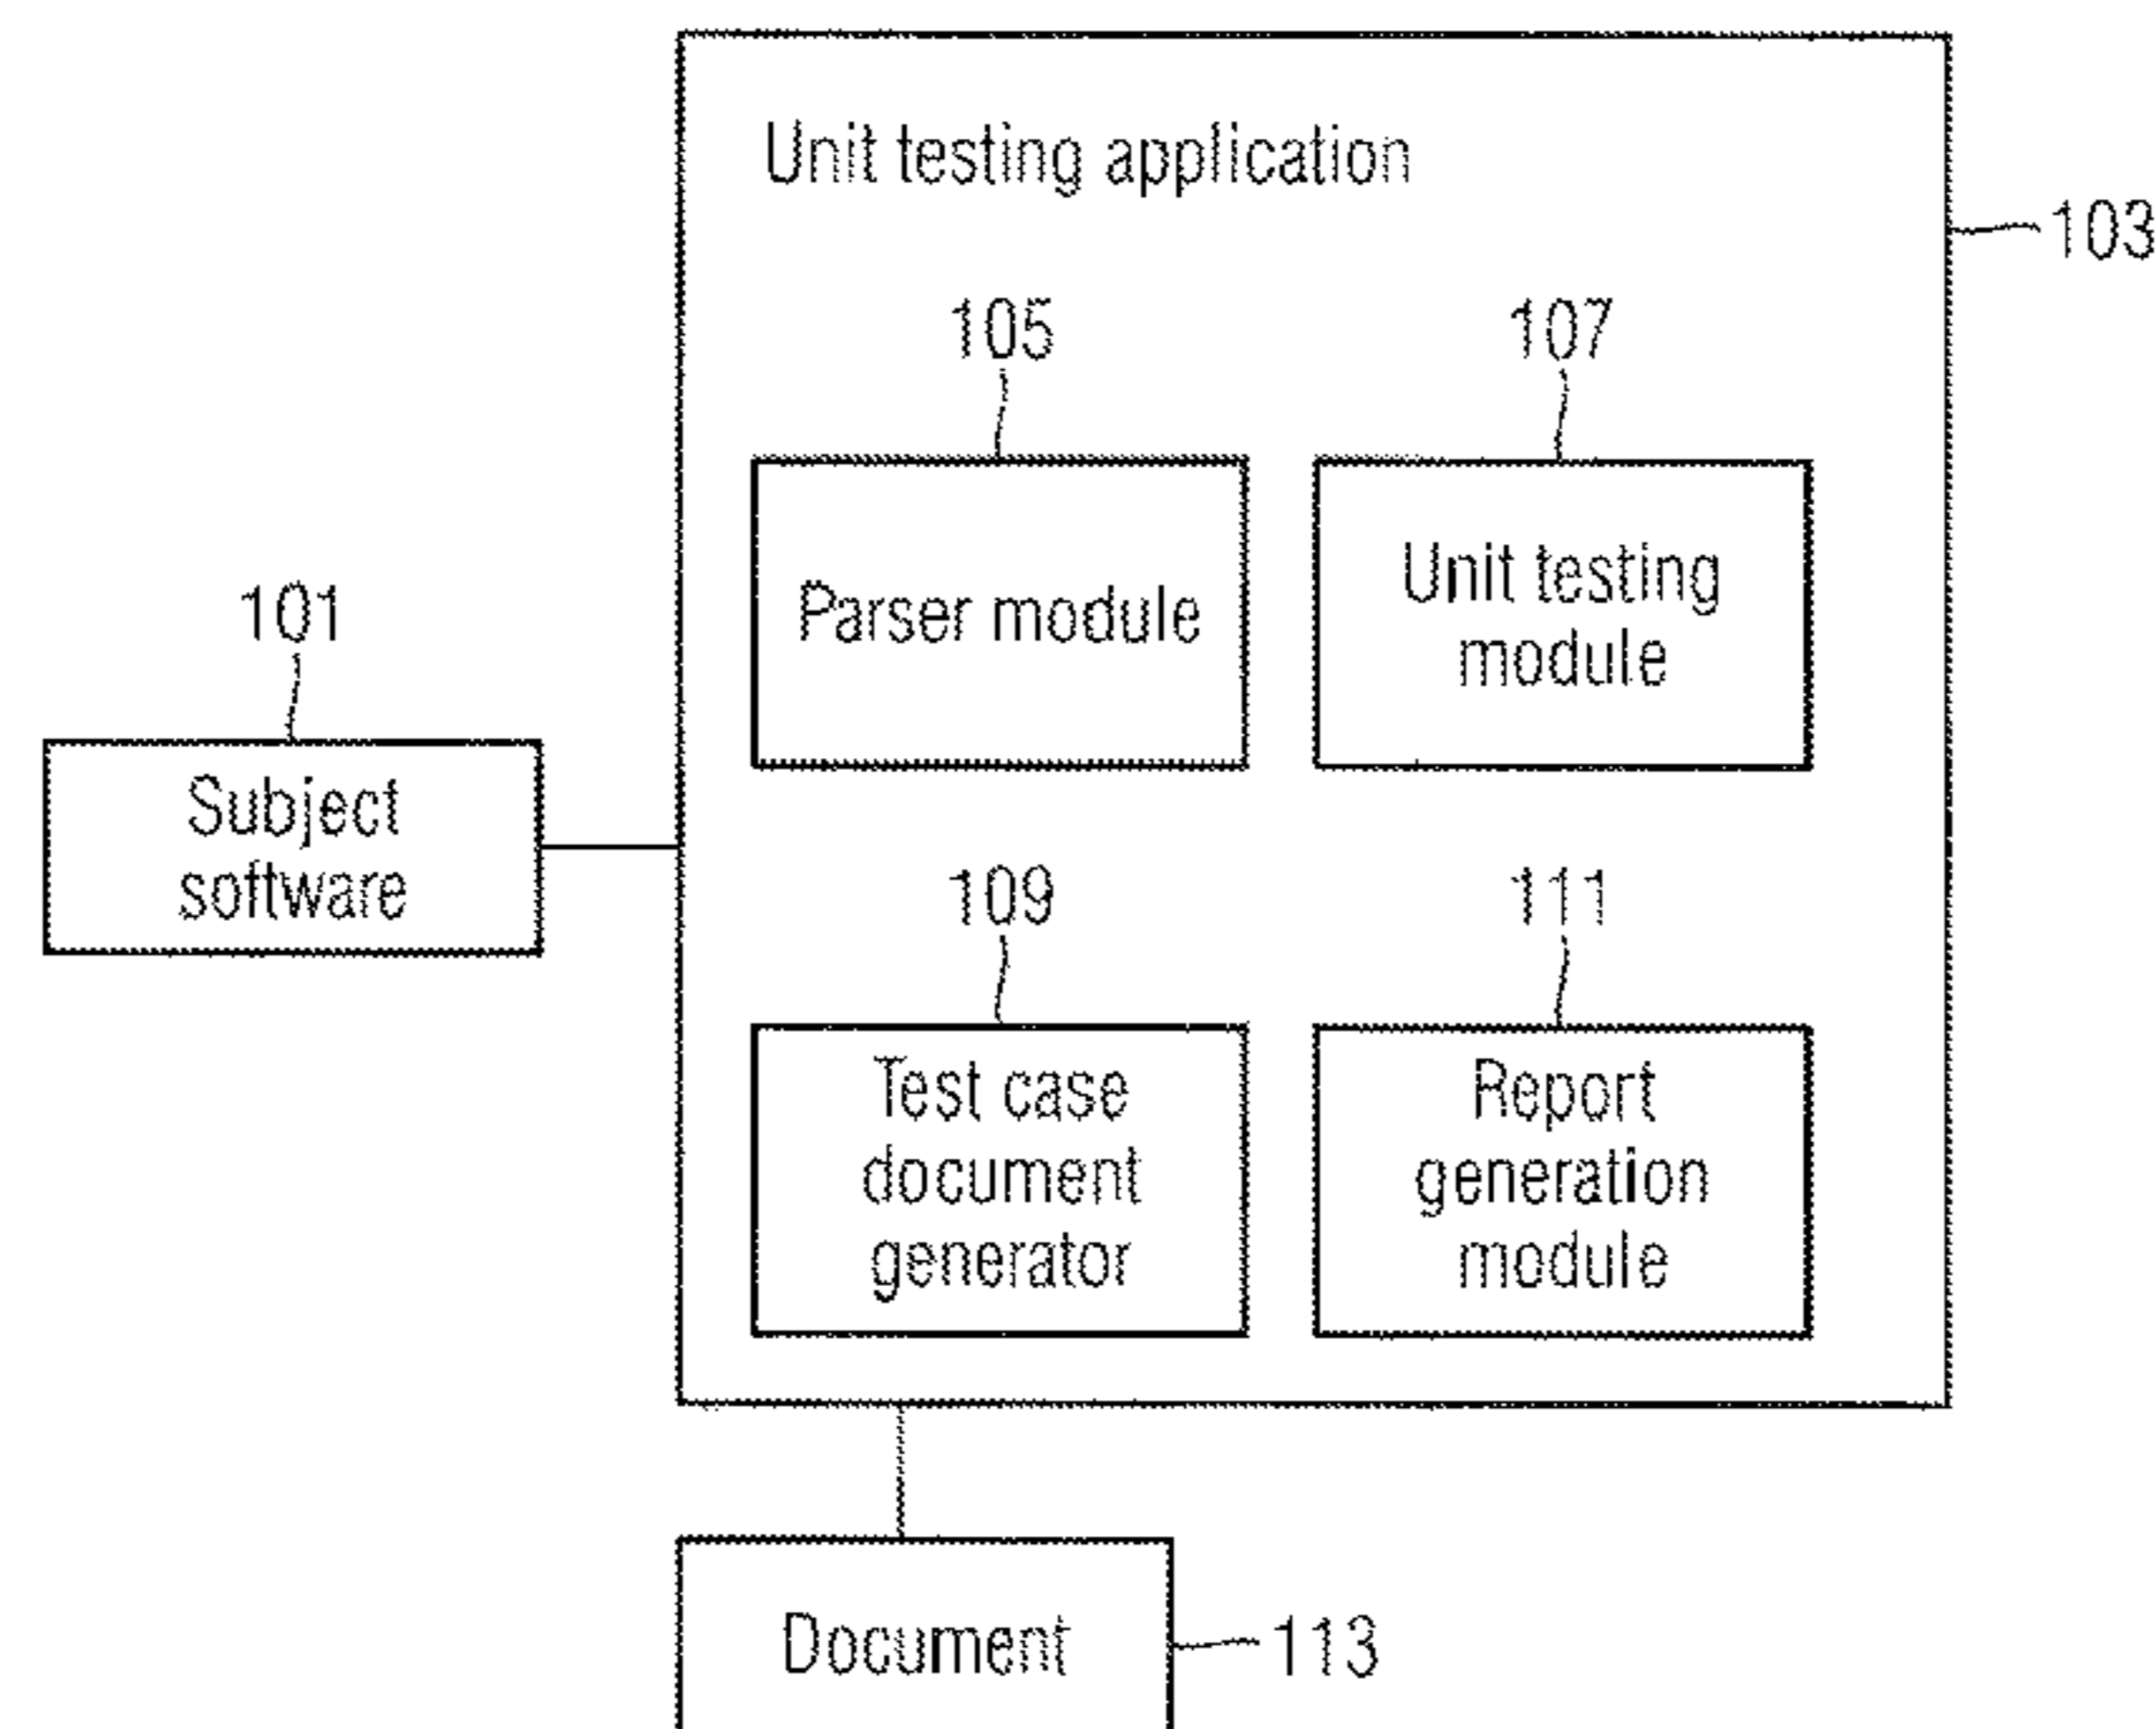 Unit testing application
103
105
107
Parser module
Unit testing
module
101
Subject
software
109
111
Test case
document
generator
Report
generation
module
Document
113